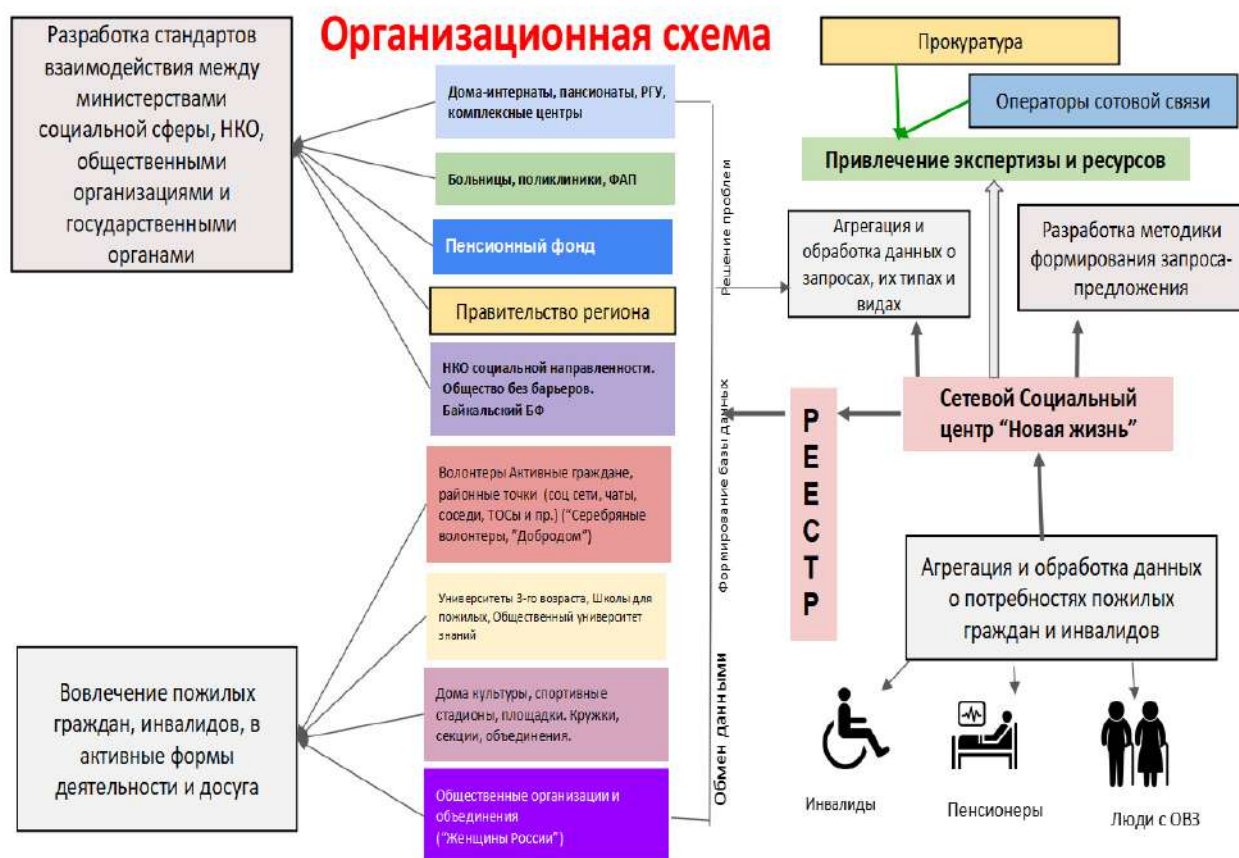 Организационная схема
Разработка стандартов
взаимодействия между
министерствами
социальной сферы, НКО,
общественными
организациями и
государственными
органами
Вовлечение пожилых
граждан, инвалидов, в
активные формы
деятельности и досуга
Дома-интернаты, пансионаты, РГУ,
комплексные центры
Больницы, поликлиники, ФАП
Пенсионный фонд
Правительство региона
НКО социальной направленности.
Общество без барьеров.
Байкальский БФ
Волонтеры Активные граждане,
районные точки (соц сети, чаты,
соседи, ТОСы и пр.) ("Серебряные
волонтеры, "Добродом")
Университеты 3-го возраста, Школы для
пожилых, Общественный университет
знаний
Дома культуры, спортивные
стадионы, площадки. Кружки,
секции, объединения.
Общественные организации и
объединения
("Женщины России")
Решение проблем
Формирование базы данных
Обмен данными
Прокуратура
Операторы сотовой связи
Привлечение экспертизы и ресурсов
Агрегация и
обработка данных о
запросах, их типах и
видах
Разработка методики
формирования запроса-
предложения
РЕЕСТР
Сетевой Социальный
центр "Новая жизнь"
Агрегация и обработка данных
о потребностях пожилых
граждан и инвалидов
Инвалиды
Пенсионеры
Люди с ОВЗ